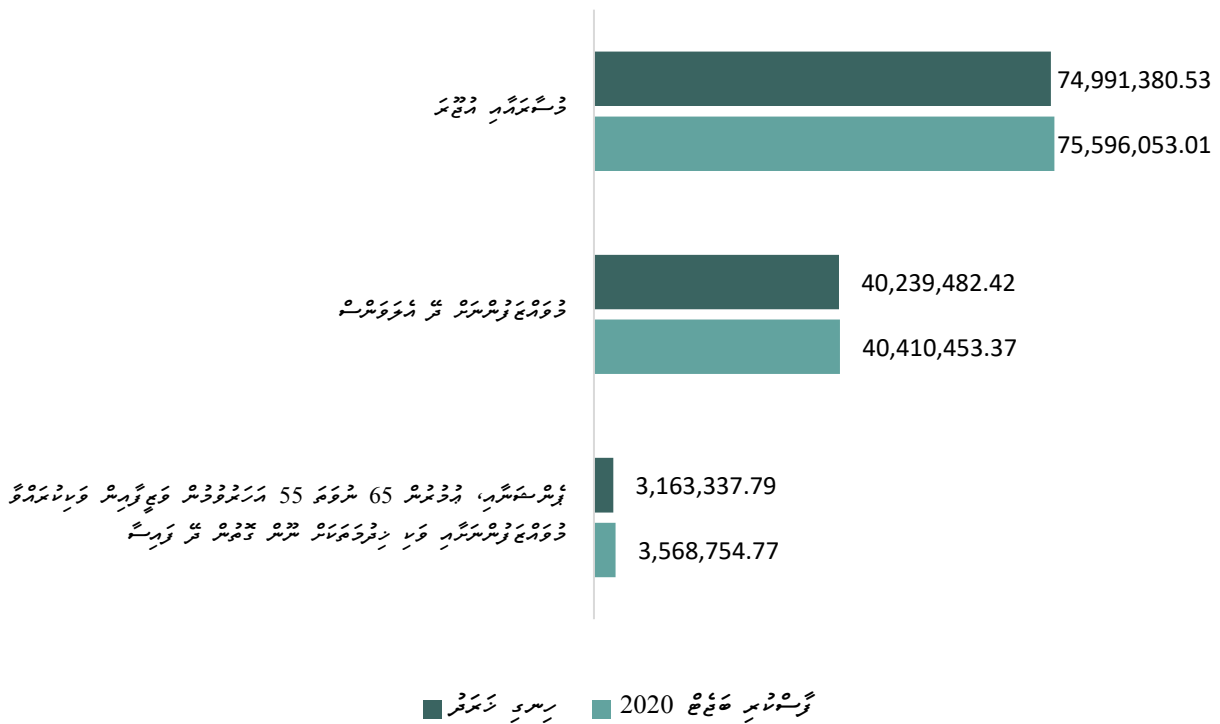 މުސާރައާއި އުޖޫރަ
74,991,380.53
75,596,053.01
މުވައްޒަފުންނަށް ދޭ އެލަވަންސް
40,239,482.42
40,410,453.37
ޕެންޝަނާއި، ޢުމުރުން 65 ނުވަތަ 55 އަހަރުވުމުން ވަޒީފާއިން ވަކިކުރައްވާ
މުވައްޒަފުންނަށާއި ވަކި ޚިދުމަތަކަށް ނޫން ގޮތުން ދޭ ފައިސާ
3,163,337.79
3,568,754.77
ފާސްކުރި ބަޖެޓް 2020
ހިނގި ޚަރަދު